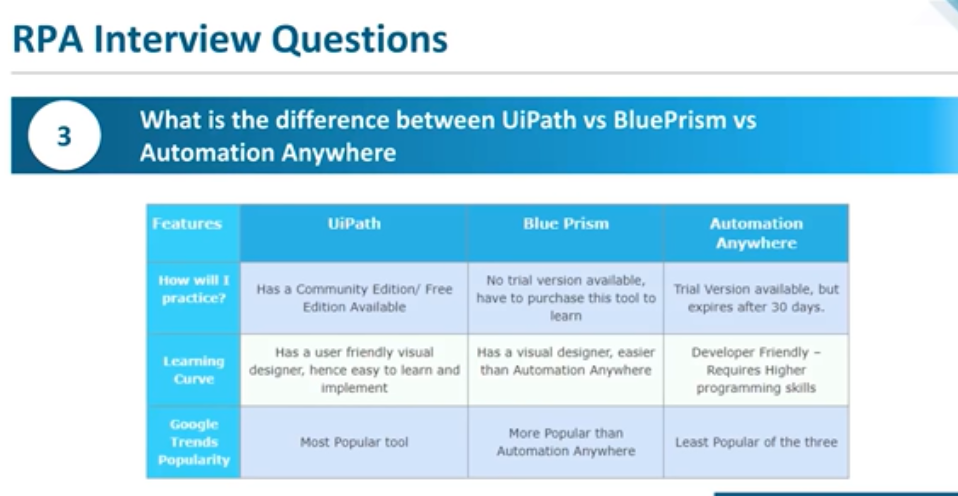 RPA Interview Questions
3
What is the difference between UiPath vs BluePrism vs
Automation Anywhere
Features
UiPath
Blue Prism
Automation
Anywhere
How will I
practice?
Has a Community Edition/ Free
Edition Available
No trial version available,
have to purchase this tool to
learn
Trial Version available, but
expires after 30 days.
Learning
Curve
Has a user friendly visual
designer, hence easy to learn and
implement
Has a visual designer, easier
than Automation Anywhere
Developer Friendly –
Requires Higher
programming skills
Google
Trends
Popularity
Most Popular tool
More Popular than
Automation Anywhere
Least Popular of the three